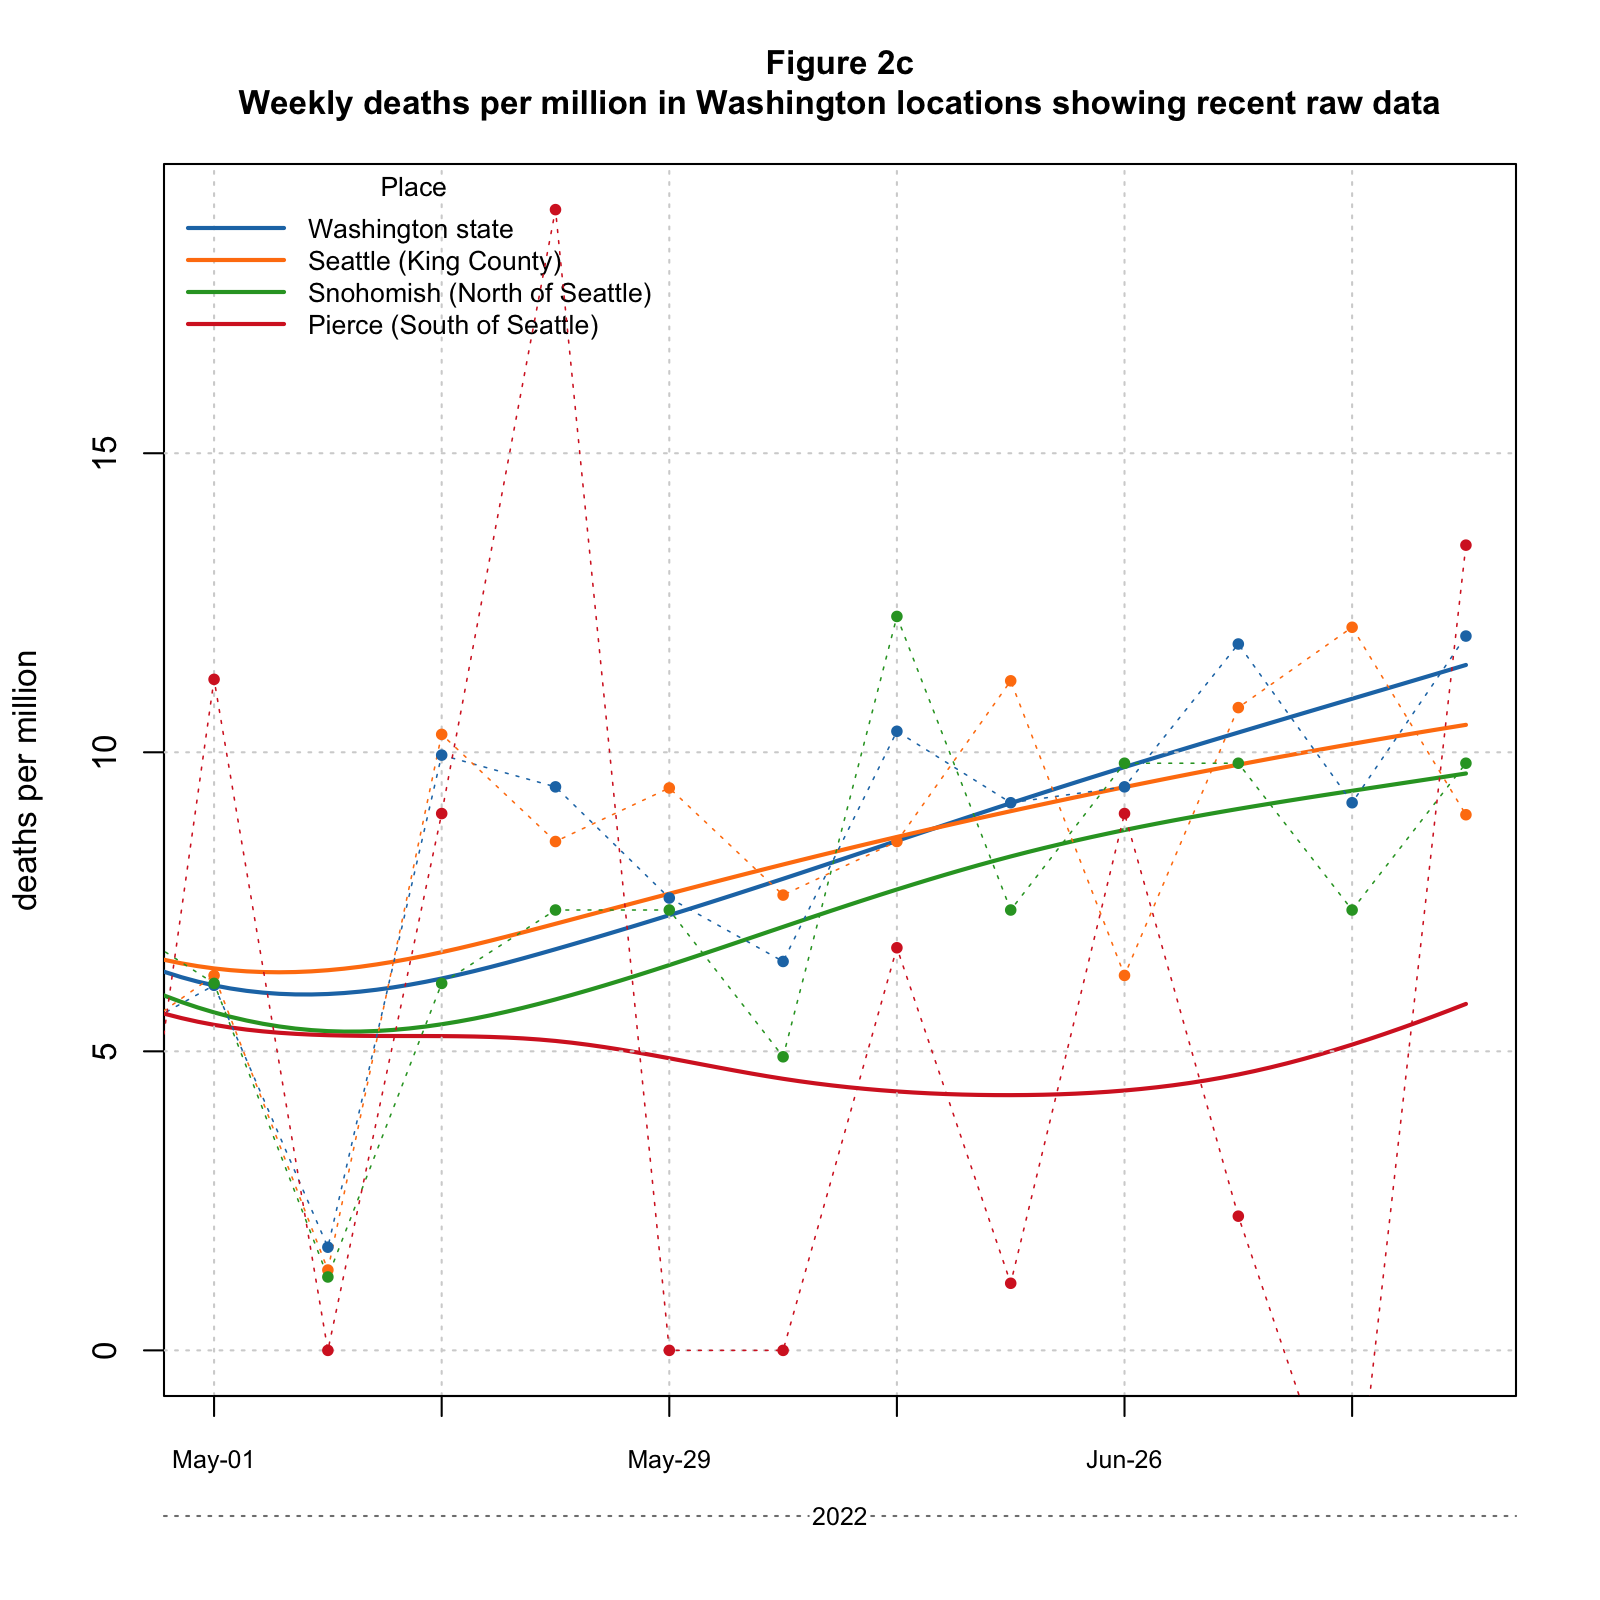 Figure 2c
Weekly deaths per million in Washington locations showing recent raw data
Place
Washington state
Seattle (King County)
Snohomish (North of Seattle)
Pierce (South of Seattle)
deaths per million
15
10
5
0
May-01
May-29
Jun-26
2022